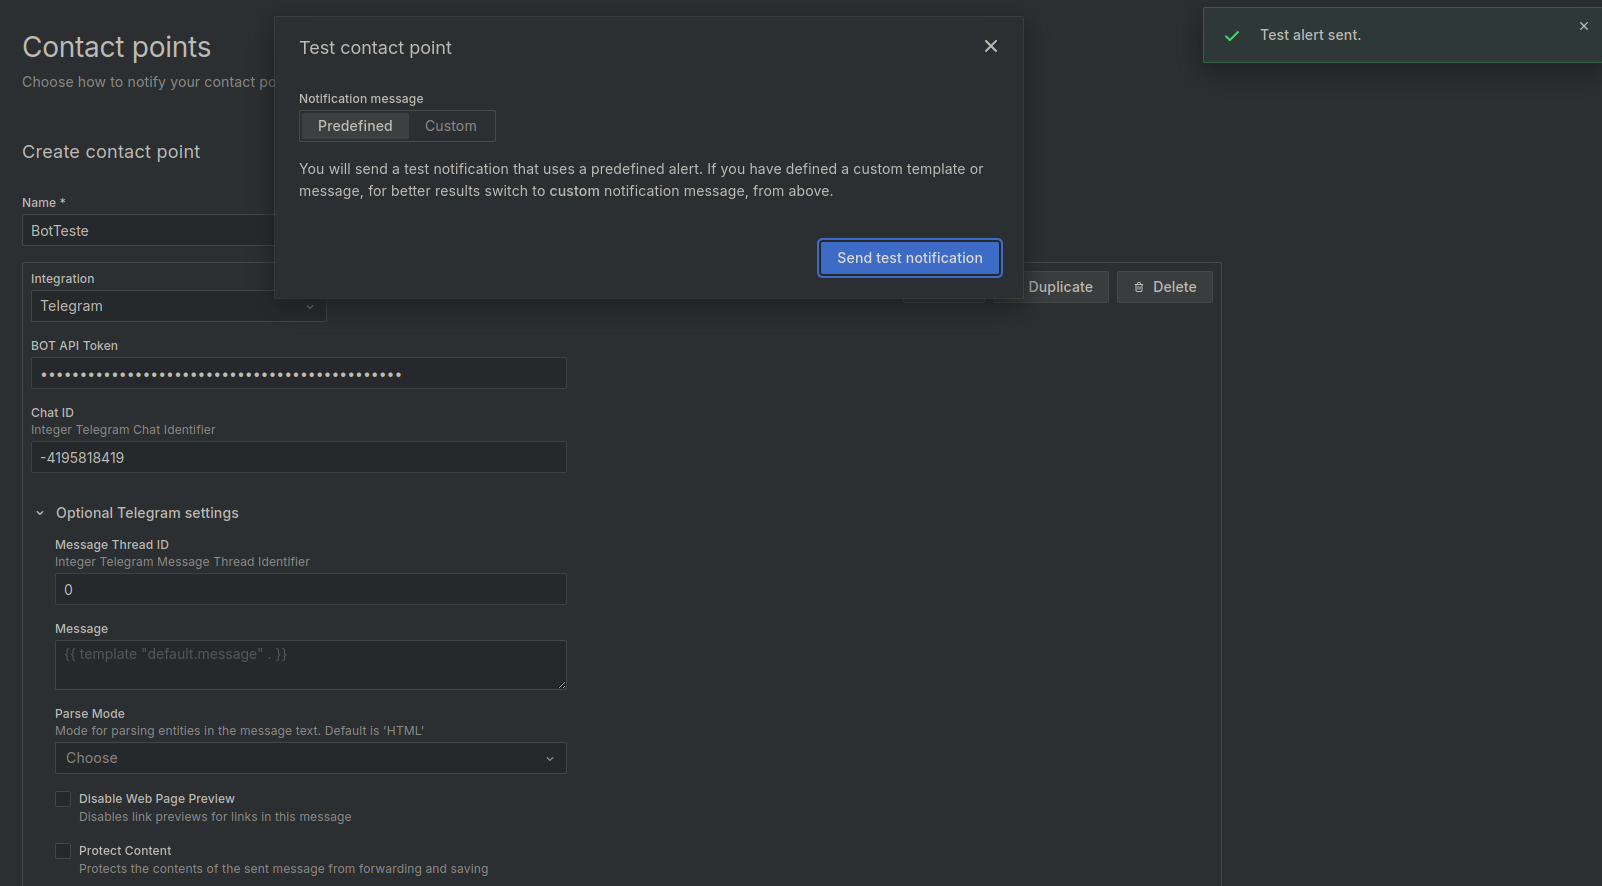 Contact points
Choose how to notify your contact po
Create contact point
Name *
BotTeste
Test contact point
Notification message
Predefined
Custom
You will send a test notification that uses a predefined alert. If you have defined a custom template or
message, for better results switch to custom notification message, from above.
Send test notification
Test alert sent.
Integration
Telegram
Duplicate
Delete
BOT API Token
••••••••••••••••••••••••••••••••••••••••••••••
Chat ID
Integer Telegram Chat Identifier
-4195818419
Optional Telegram settings
Message Thread ID
Integer Telegram Message Thread Identifier
0
Message
{{ template "default.message" . }}
Parse Mode
Mode for parsing entities in the message text. Default is 'HTML'
Choose
Disable Web Page Preview
Disables link previews for links in this message
Protect Content
Protects the contents of the sent message from forwarding and saving